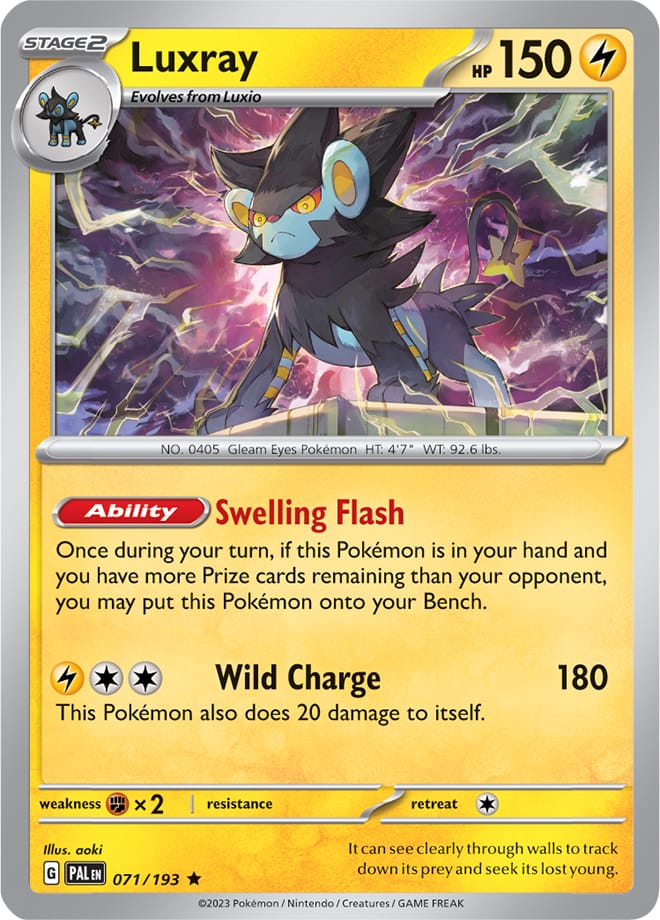 STAGE2
Luxray
HP 150
Evolves from Luxio
NO. 0405 Gleam Eyes Pokémon HT: 4'7" WT: 92.6 lbs.
Ability Swelling Flash
Once during your turn, if this Pokémon is in your hand and
you have more Prize cards remaining than your opponent,
you may put this Pokémon onto your Bench.
Wild Charge 180
This Pokémon also does 20 damage to itself.
weakness ×2 resistance retreat
Illus. aoki
G PAL EN 071/193
It can see clearly through walls to track
down its prey and seek its lost young.
©2023 Pokémon / Nintendo / Creatures / GAME FREAK